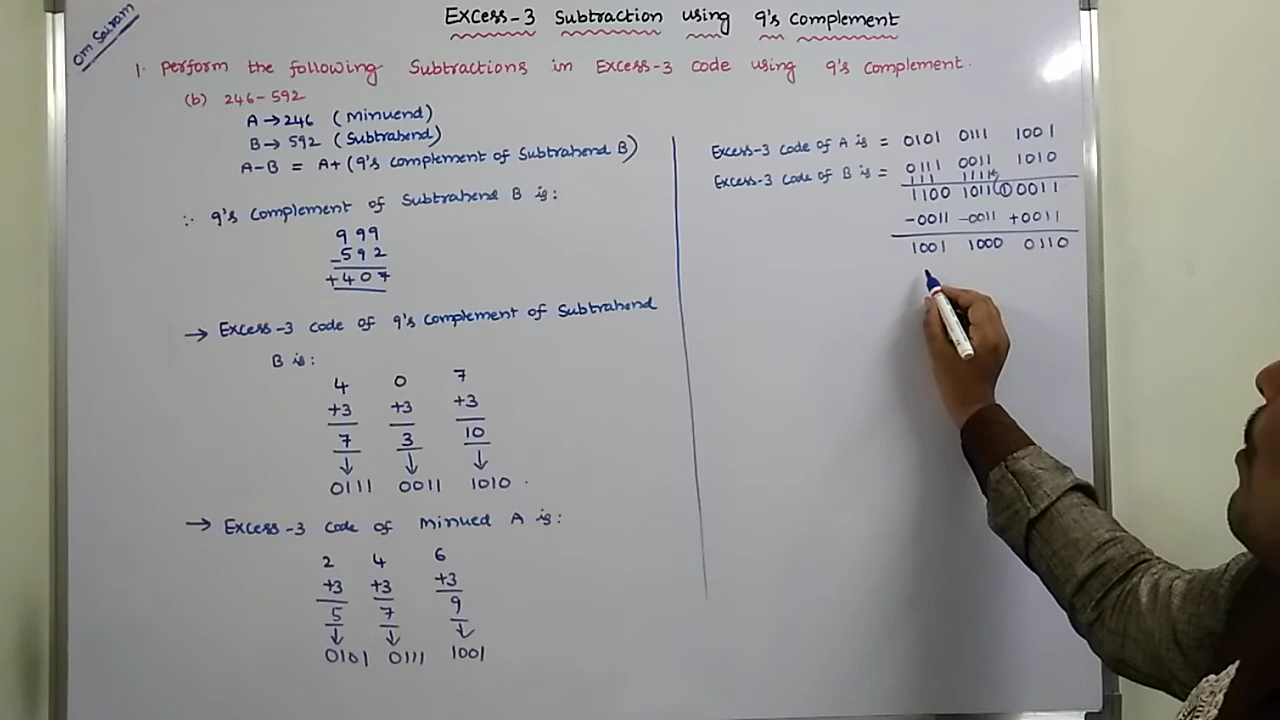 Om Sairam
Excess-3 Subtraction using 9's complement
1. Perform the following Subtractions in Excess-3 code using 9's complement.
(b) 246-592
A→246 (Minuend)
B→592 (Subtrahend)
A-B = A+(9's complement of Subtrahend B)
∴ 9's complement of Subtrahend B is:
999
-592
+407
→ Excess-3 code of 9's complement of Subtrahend
B is:
4 0 7
+3 +3 +3
7 3 10
↓ ↓ ↓
0111 0011 1010.
→ Excess-3 code of Minued A is:
2 4 6
+3 +3 +3
5 7 9
↓ ↓ ↓
0101 0111 1001
Excess-3 code of A is = 0101 0111 1001
Excess-3 code of B is = 0111 0011 1010
1100 1011 ① 0011
-0011 -0011 +0011
1001 1000 0110